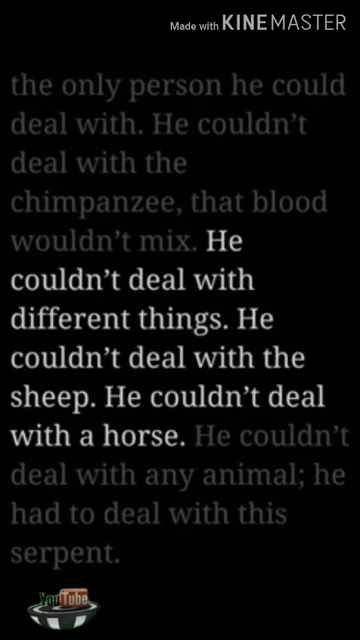 Made with KINEMASTER
the only person he could
deal with. He couldn't
deal with the
chimpanzee, that blood
wouldn't mix. He
couldn't deal with
different things. He
couldn't deal with the
sheep. He couldn't deal
with a horse. He couldn't
deal with any animal; he
had to deal with this
serpent.
YouTube